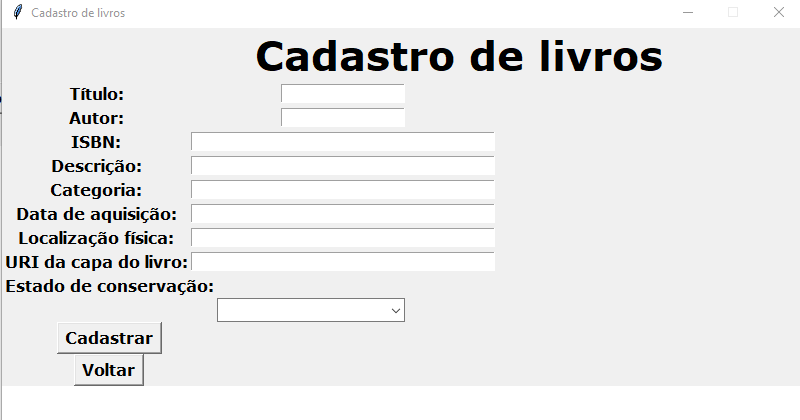 Cadastro de livros
Cadastro de livros
Título:
Autor:
ISBN:
Descrição:
Categoria:
Data de aquisição:
Localização física:
URI da capa do livro:
Estado de conservação:
Cadastrar
Voltar